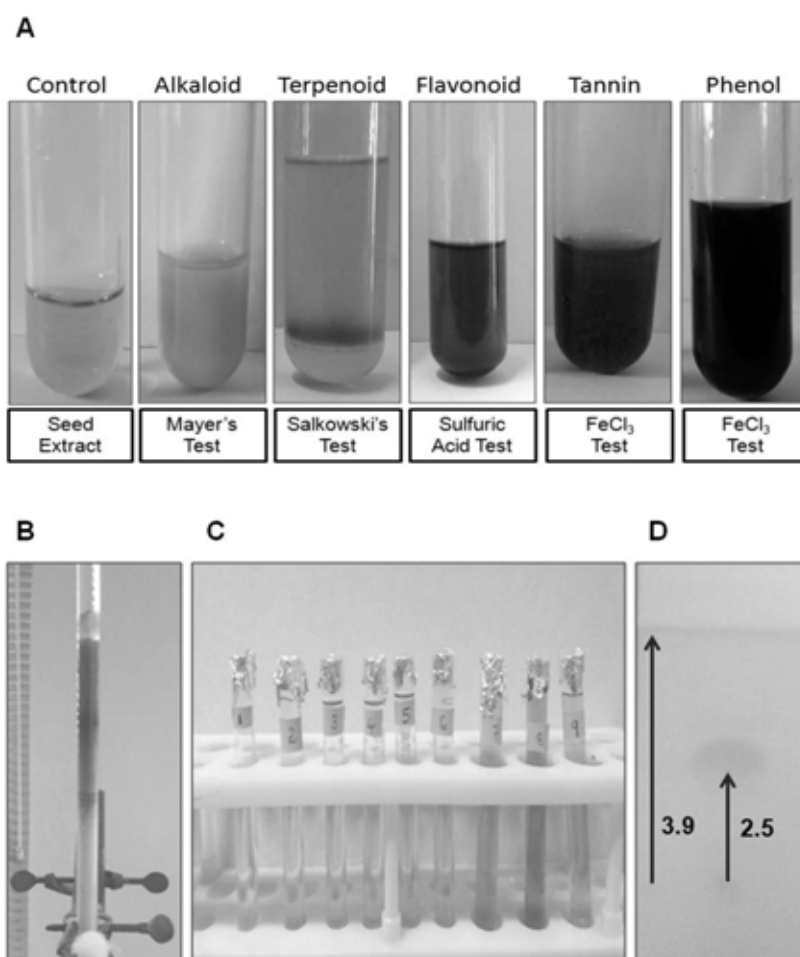 A
Control Alkaloid Terpenoid Flavonoid Tannin Phenol
Seed Extract
Mayer's Test
Salkowski's Test
Sulfuric Acid Test
FeCl₃ Test
FeCl₃ Test
B
C
D
1 2 3 4 5 6 8 9
3.9
2.5